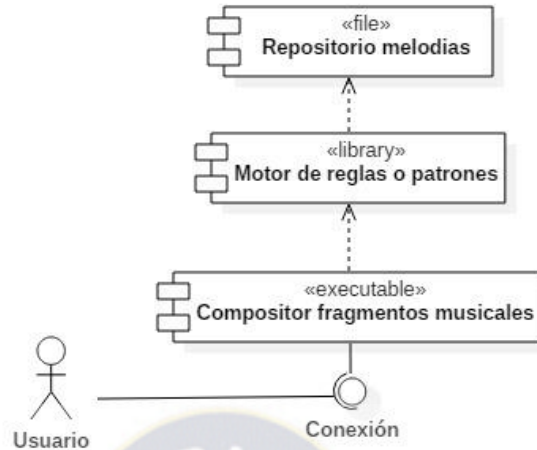 «file»
Repositorio melodias
«library»
Motor de reglas o patrones
«executable»
Compositor fragmentos musicales
Conexión
Usuario